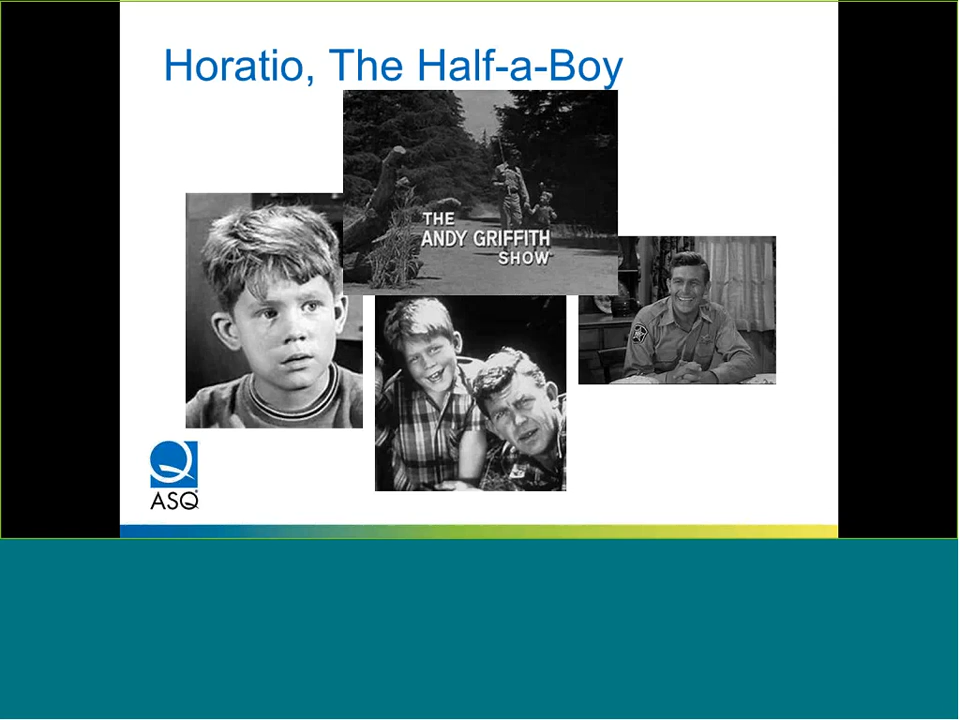 Horatio, The Half-a-Boy
THE
ANDY GRIFFITH
SHOW
ASQ